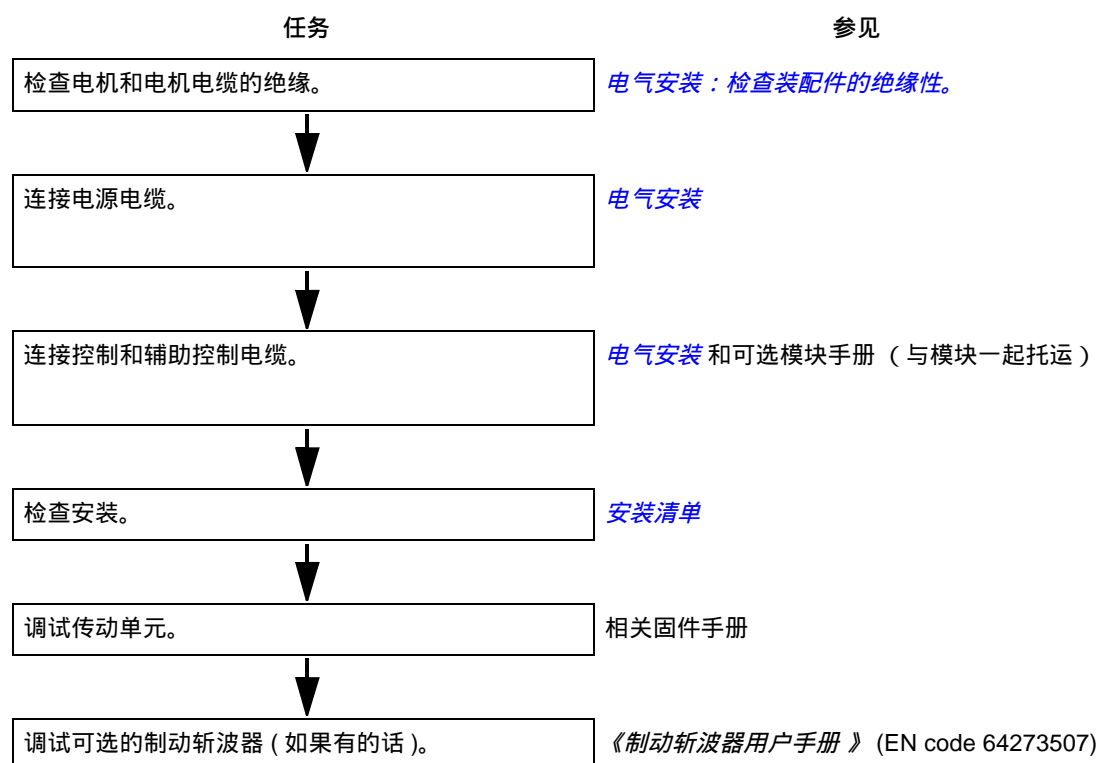 任务 参见
检查电机和电机电缆的绝缘。 电气安装：检查装配件的绝缘性。
连接电源电缆。 电气安装
连接控制和辅助控制电缆。 电气安装 和可选模块手册 （与模块一起托运）
检查安装。 安装清单
调试传动单元。 相关固件手册
调试可选的制动斩波器 ( 如果有的话 )。 《制动斩波器用户手册 》 (EN code 64273507)